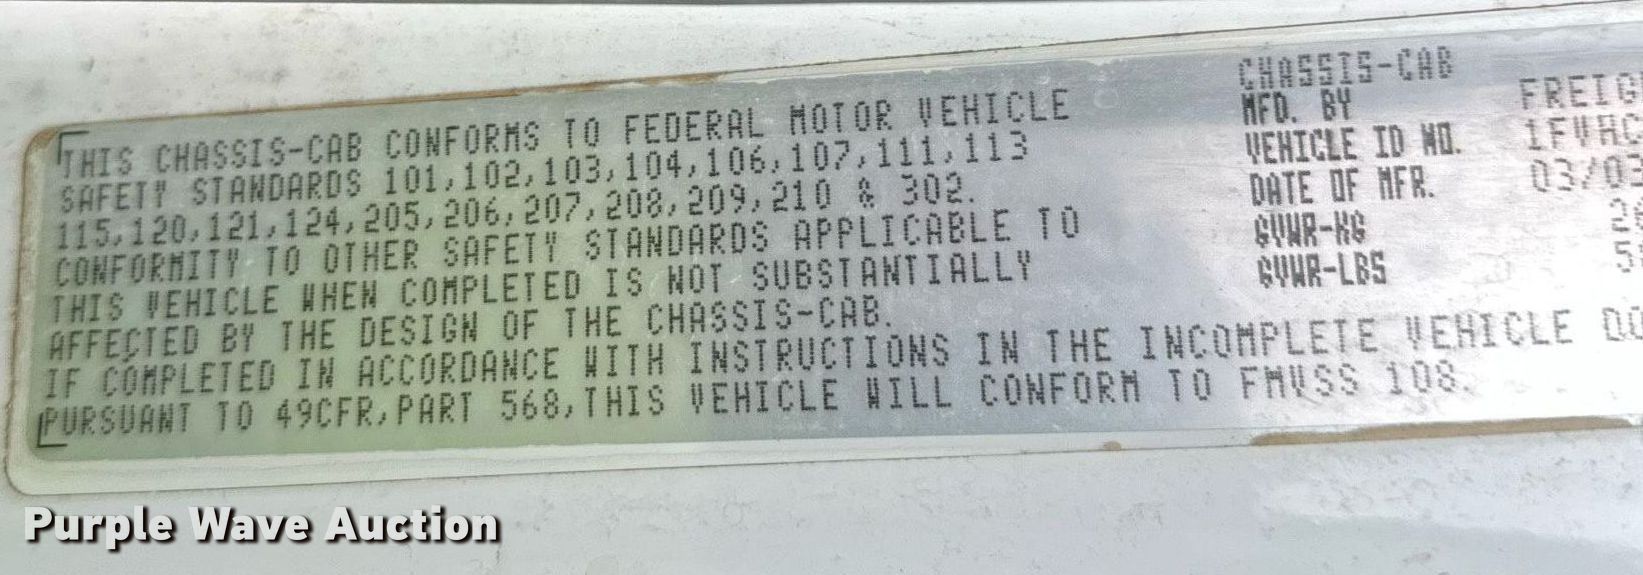 THIS CHASSIS-CAB CONFORMS TO FEDERAL MOTOR VEHICLE
SAFETY STANDARDS 101,102,103,104,106,107,111,113
115,120,121,124,205,206,207,208,209,210 & 302.
CONFORMITY TO OTHER SAFETY STANDARDS APPLICABLE TO
THIS VEHICLE WHEN COMPLETED IS NOT SUBSTANTIALLY
AFFECTED BY THE DESIGN OF THE CHASSIS-CAB.
IF COMPLETED IN ACCORDANCE WITH INSTRUCTIONS IN THE INCOMPLETE VEHICLE
PURSUANT TO 49CFR,PART 568,THIS VEHICLE WILL CONFORM TO FMVSS 108.
CHASSIS-CAB
MFD. BY FREIG
VEHICLE ID NO. 1FVHC
DATE OF MFR. 03/03
GVWR-KG
GVWR-LBS
Purple Wave Auction